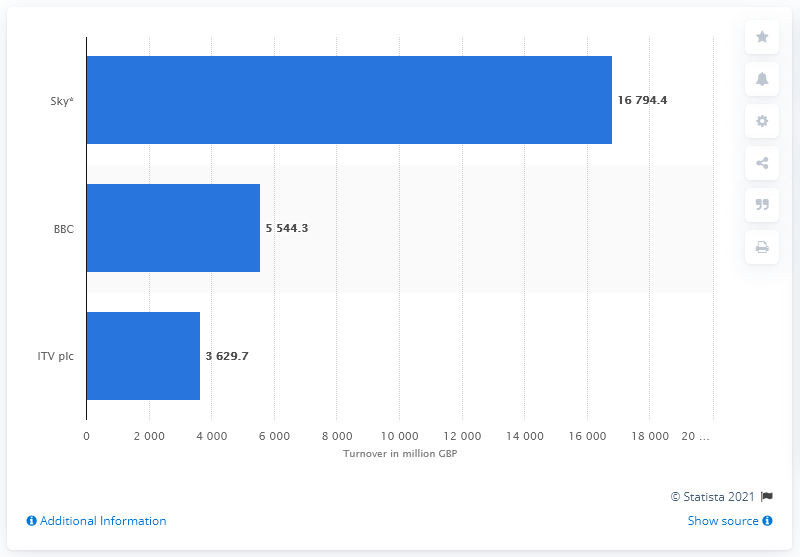 Sky*
16 794.4
BBC
5 544.3
ITV plc
3 629.7
0 2 000 4 000 6 000 8 000 10 000 12 000 14 000 16 000 18 000 20 ...
Turnover in million GBP
© Statista 2021
Additional Information
Show source